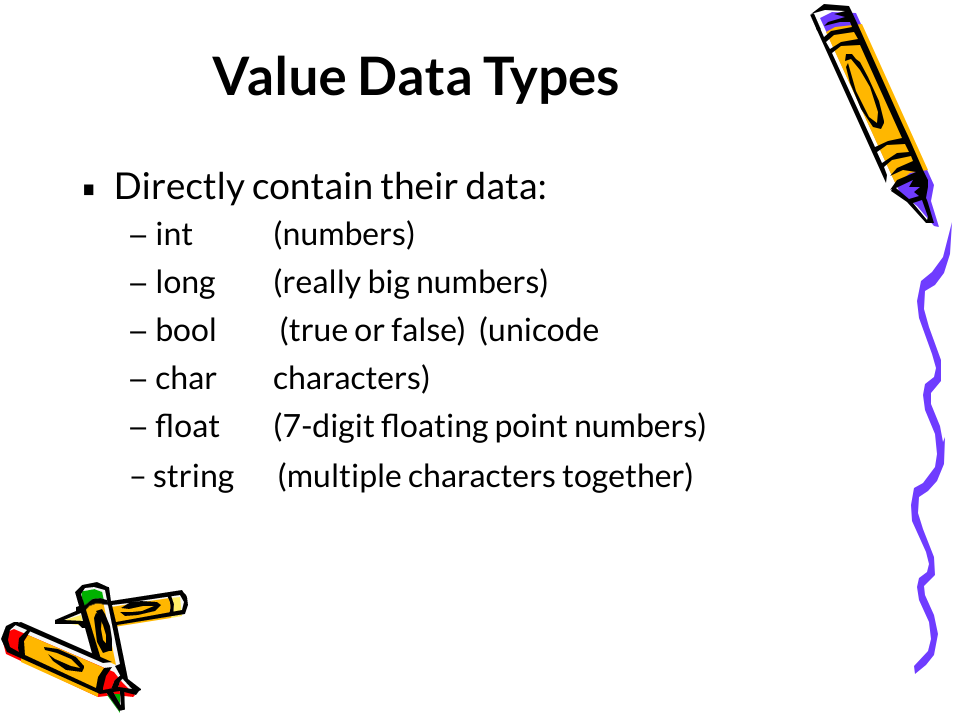 Value Data Types
▪ Directly contain their data:
– int (numbers)
– long (really big numbers)
– bool (true or false) (unicode
– char characters)
– float (7-digit floating point numbers)
– string (multiple characters together)